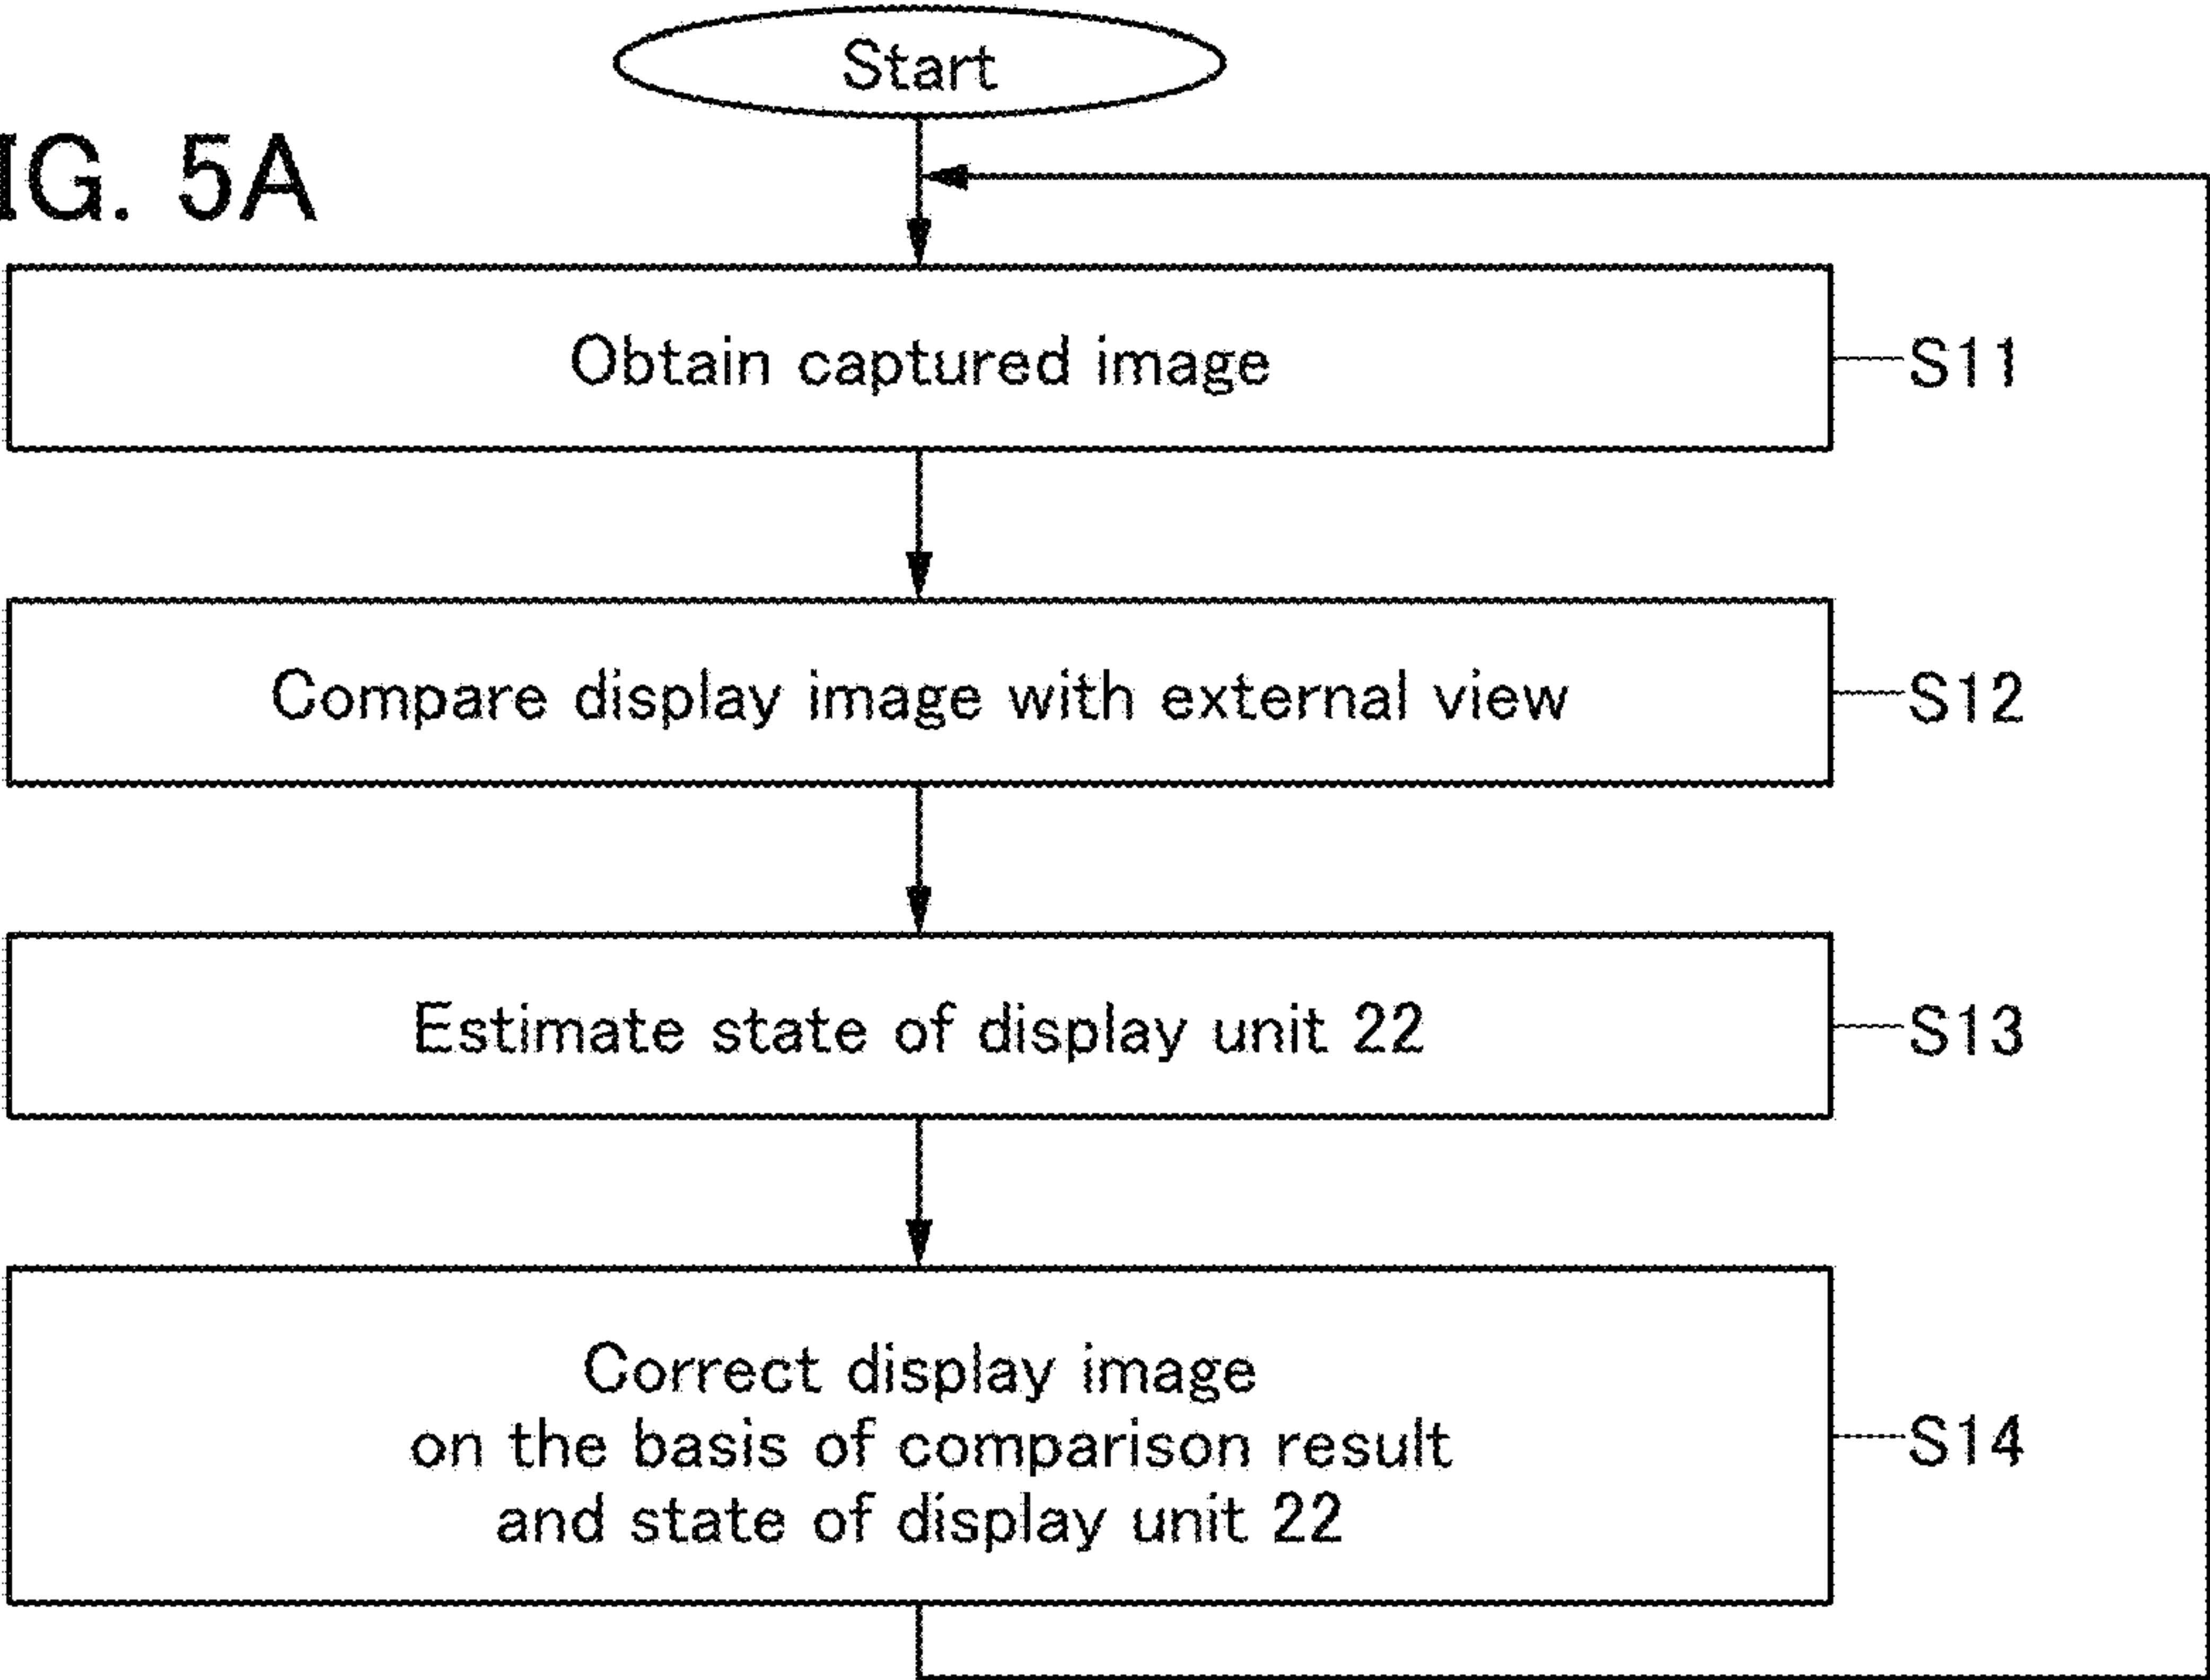 Start
IG. 5A
Obtain captured image
S11
Compare display image with external view
S12
Estimate state of display unit 22
S13
Correct display image
on the basis of comparison result
and state of display unit 22
S14